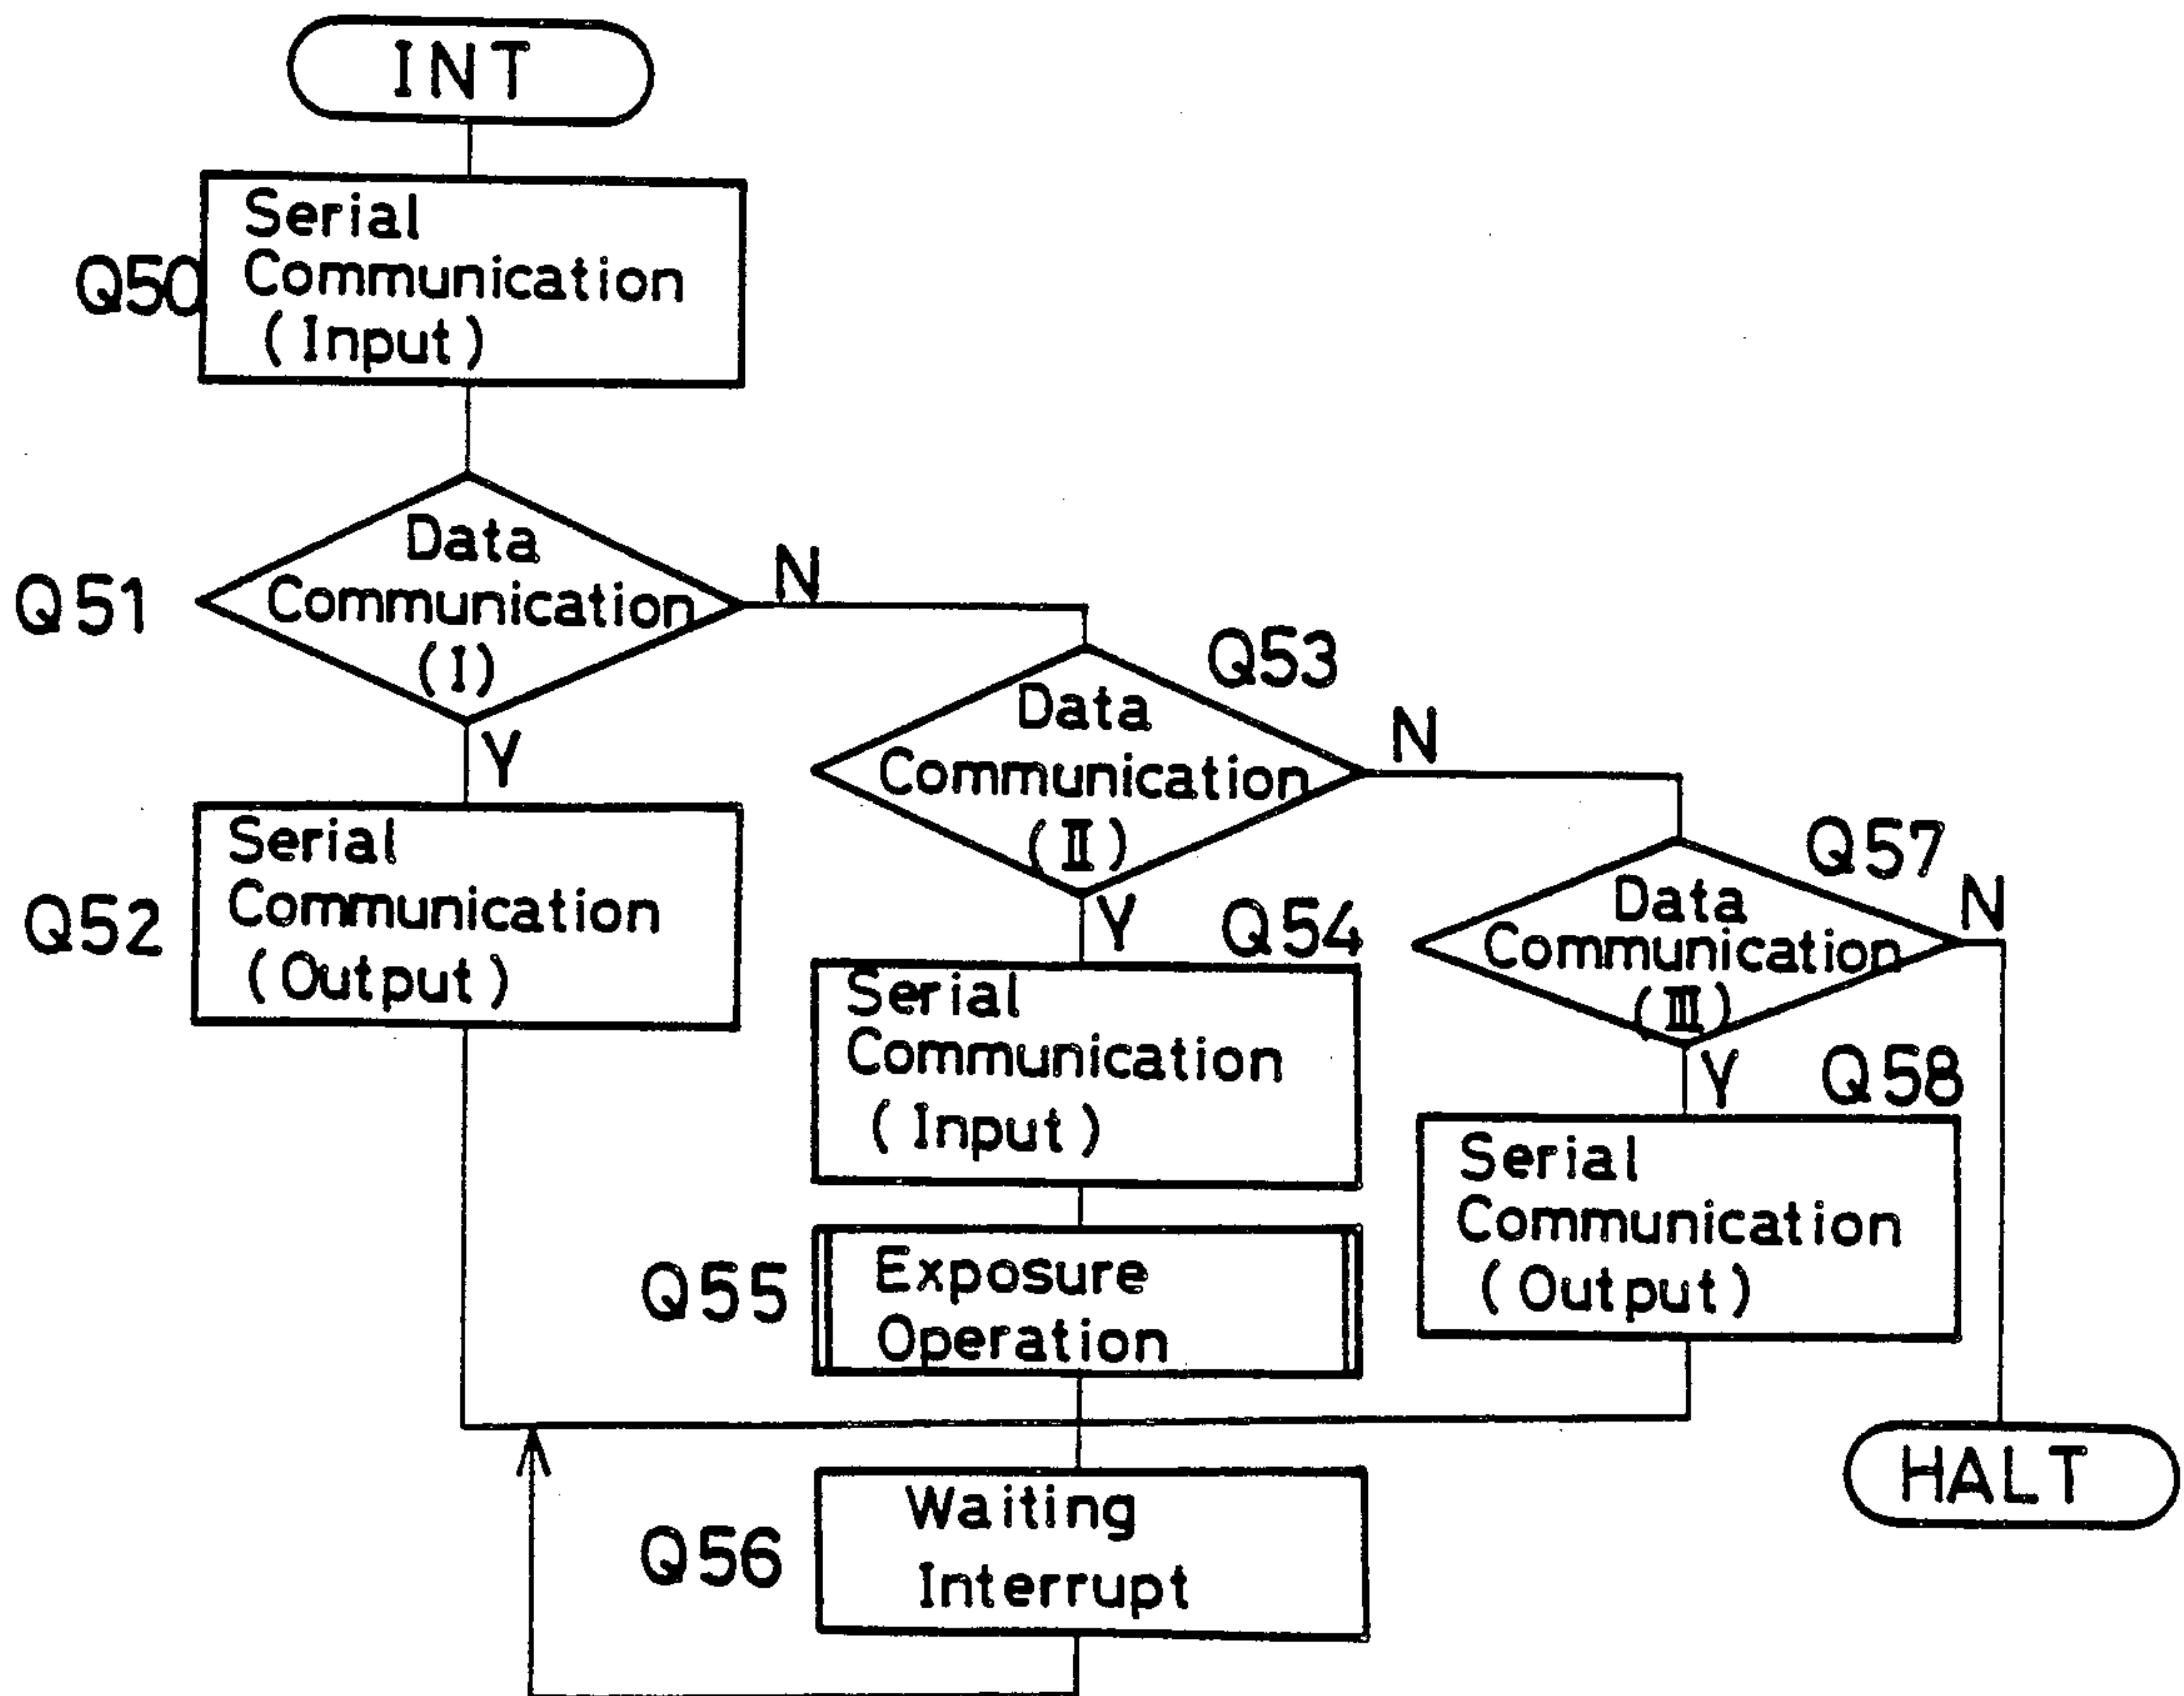 INT
Q50
Serial
Communication
(Input)
Q51
Data
Communication
(I)
N
Y
Q52
Serial
Communication
(Output)
Q53
Data
Communication
(II)
N
Y
Q54
Serial
Communication
(Input)
Q55
Exposure
Operation
Q56
Waiting
Interrupt
Q57
Data
Communication
(III)
N
Y
Q58
Serial
Communication
(Output)
HALT